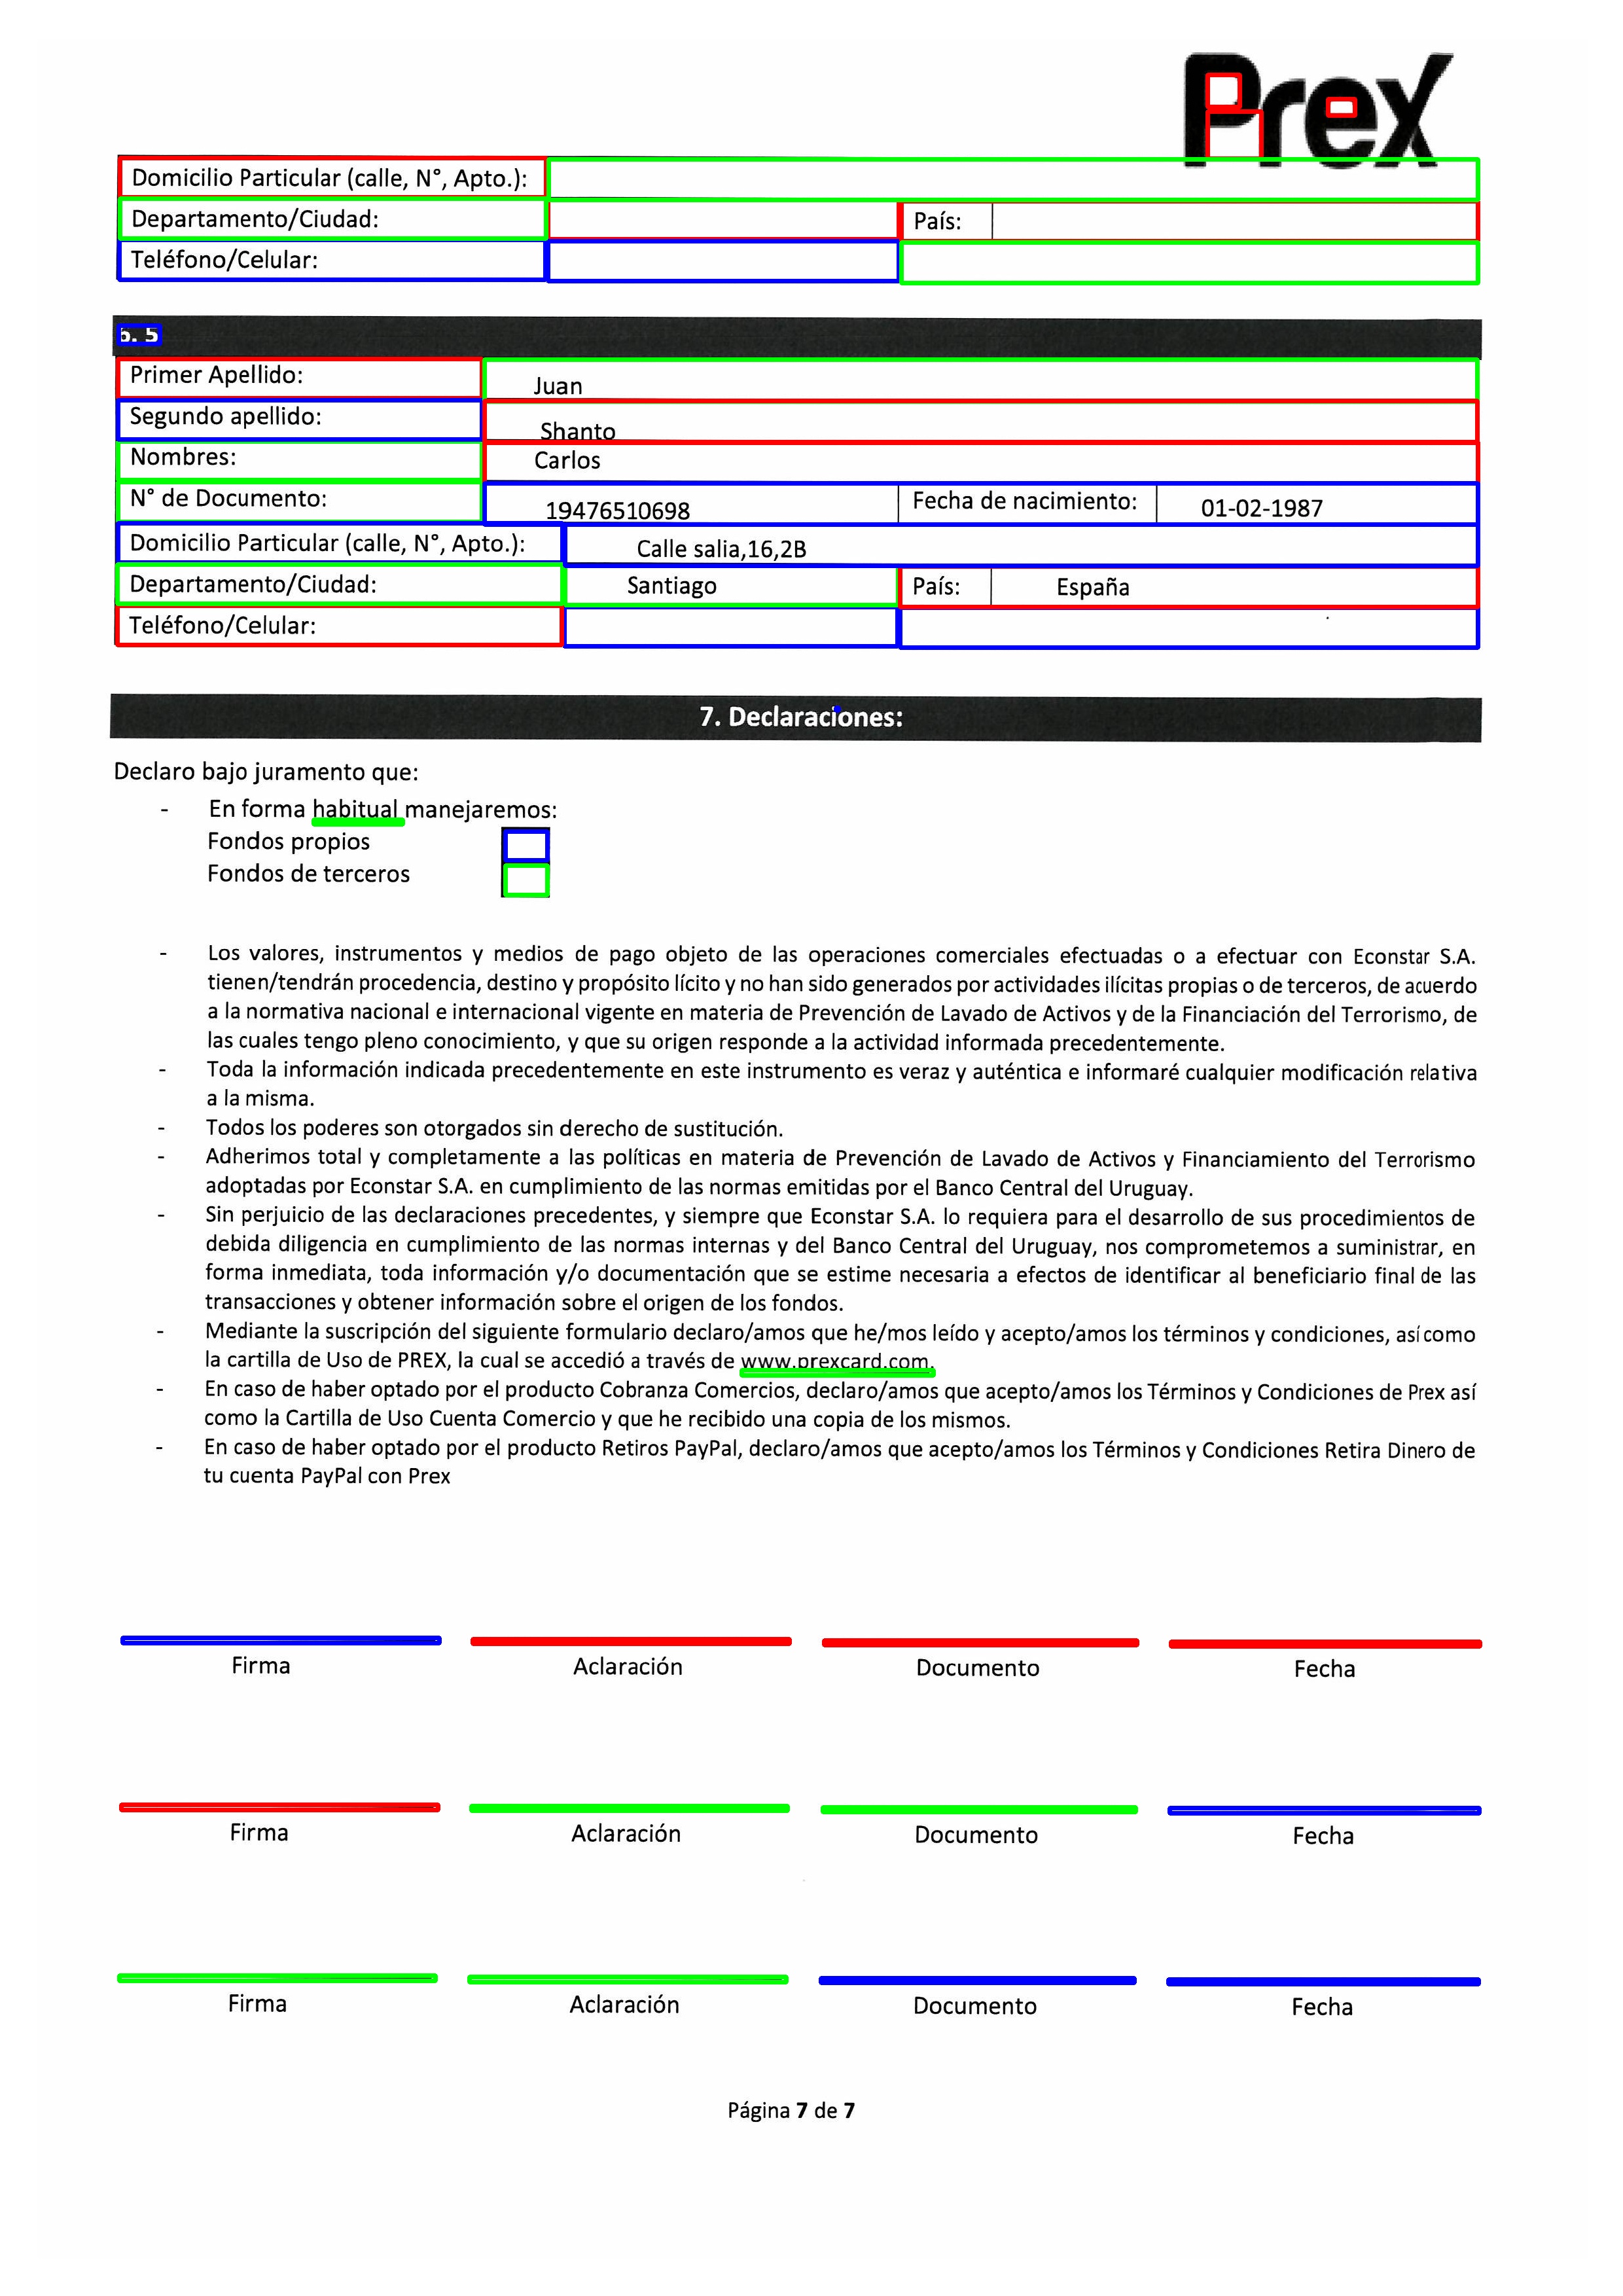 Prex
Domicilio Particular (calle, N°, Apto.):
Departamento/Ciudad: País:
Teléfono/Celular:
6. 5
Primer Apellido: Juan
Segundo apellido: Shanto
Nombres: Carlos
N° de Documento: 19476510698 Fecha de nacimiento: 01-02-1987
Domicilio Particular (calle, N°, Apto.): Calle salia,16,2B
Departamento/Ciudad: Santiago País: España
Teléfono/Celular:
7. Declaraciones:
Declaro bajo juramento que:
- En forma habitual manejaremos:
Fondos propios
Fondos de terceros
- Los valores, instrumentos y medios de pago objeto de las operaciones comerciales efectuadas o a efectuar con Econstar S.A.
tienen/tendrán procedencia, destino y propósito lícito y no han sido generados por actividades ilícitas propias o de terceros, de acuerdo
a la normativa nacional e internacional vigente en materia de Prevención de Lavado de Activos y de la Financiación del Terrorismo, de
las cuales tengo pleno conocimiento, y que su origen responde a la actividad informada precedentemente.
- Toda la información indicada precedentemente en este instrumento es veraz y auténtica e informaré cualquier modificación relativa
a la misma.
- Todos los poderes son otorgados sin derecho de sustitución.
- Adherimos total y completamente a las políticas en materia de Prevención de Lavado de Activos y Financiamiento del Terrorismo
adoptadas por Econstar S.A. en cumplimiento de las normas emitidas por el Banco Central del Uruguay.
- Sin perjuicio de las declaraciones precedentes, y siempre que Econstar S.A. lo requiera para el desarrollo de sus procedimientos de
debida diligencia en cumplimiento de las normas internas y del Banco Central del Uruguay, nos comprometemos a suministrar, en
forma inmediata, toda información y/o documentación que se estime necesaria a efectos de identificar al beneficiario final de las
transacciones y obtener información sobre el origen de los fondos.
- Mediante la suscripción del siguiente formulario declaro/amos que he/mos leído y acepto/amos los términos y condiciones, así como
la cartilla de Uso de PREX, la cual se accedió a través de www.prexcard.com.
- En caso de haber optado por el producto Cobranza Comercios, declaro/amos que acepto/amos los Términos y Condiciones de Prex así
como la Cartilla de Uso Cuenta Comercio y que he recibido una copia de los mismos.
- En caso de haber optado por el producto Retiros PayPal, declaro/amos que acepto/amos los Términos y Condiciones Retira Dinero de
tu cuenta PayPal con Prex
Firma Aclaración Documento Fecha
Firma Aclaración Documento Fecha
Firma Aclaración Documento Fecha
Página 7 de 7